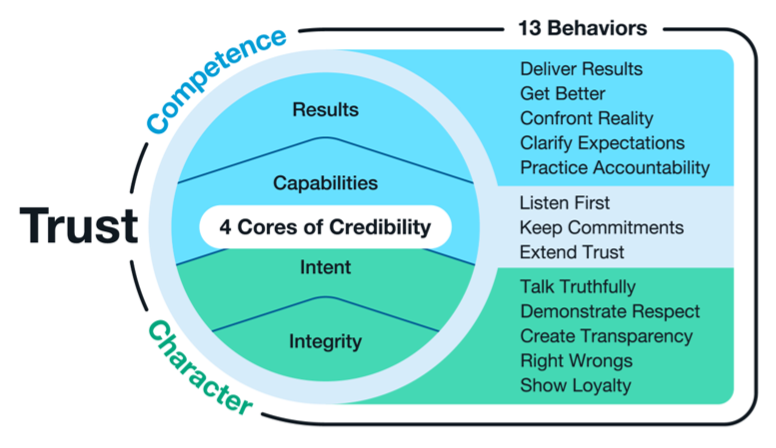 13 Behaviors
Competence
Trust
Character
Results
Capabilities
4 Cores of Credibility
Intent
Integrity
Deliver Results
Get Better
Confront Reality
Clarify Expectations
Practice Accountability
Listen First
Keep Commitments
Extend Trust
Talk Truthfully
Demonstrate Respect
Create Transparency
Right Wrongs
Show Loyalty